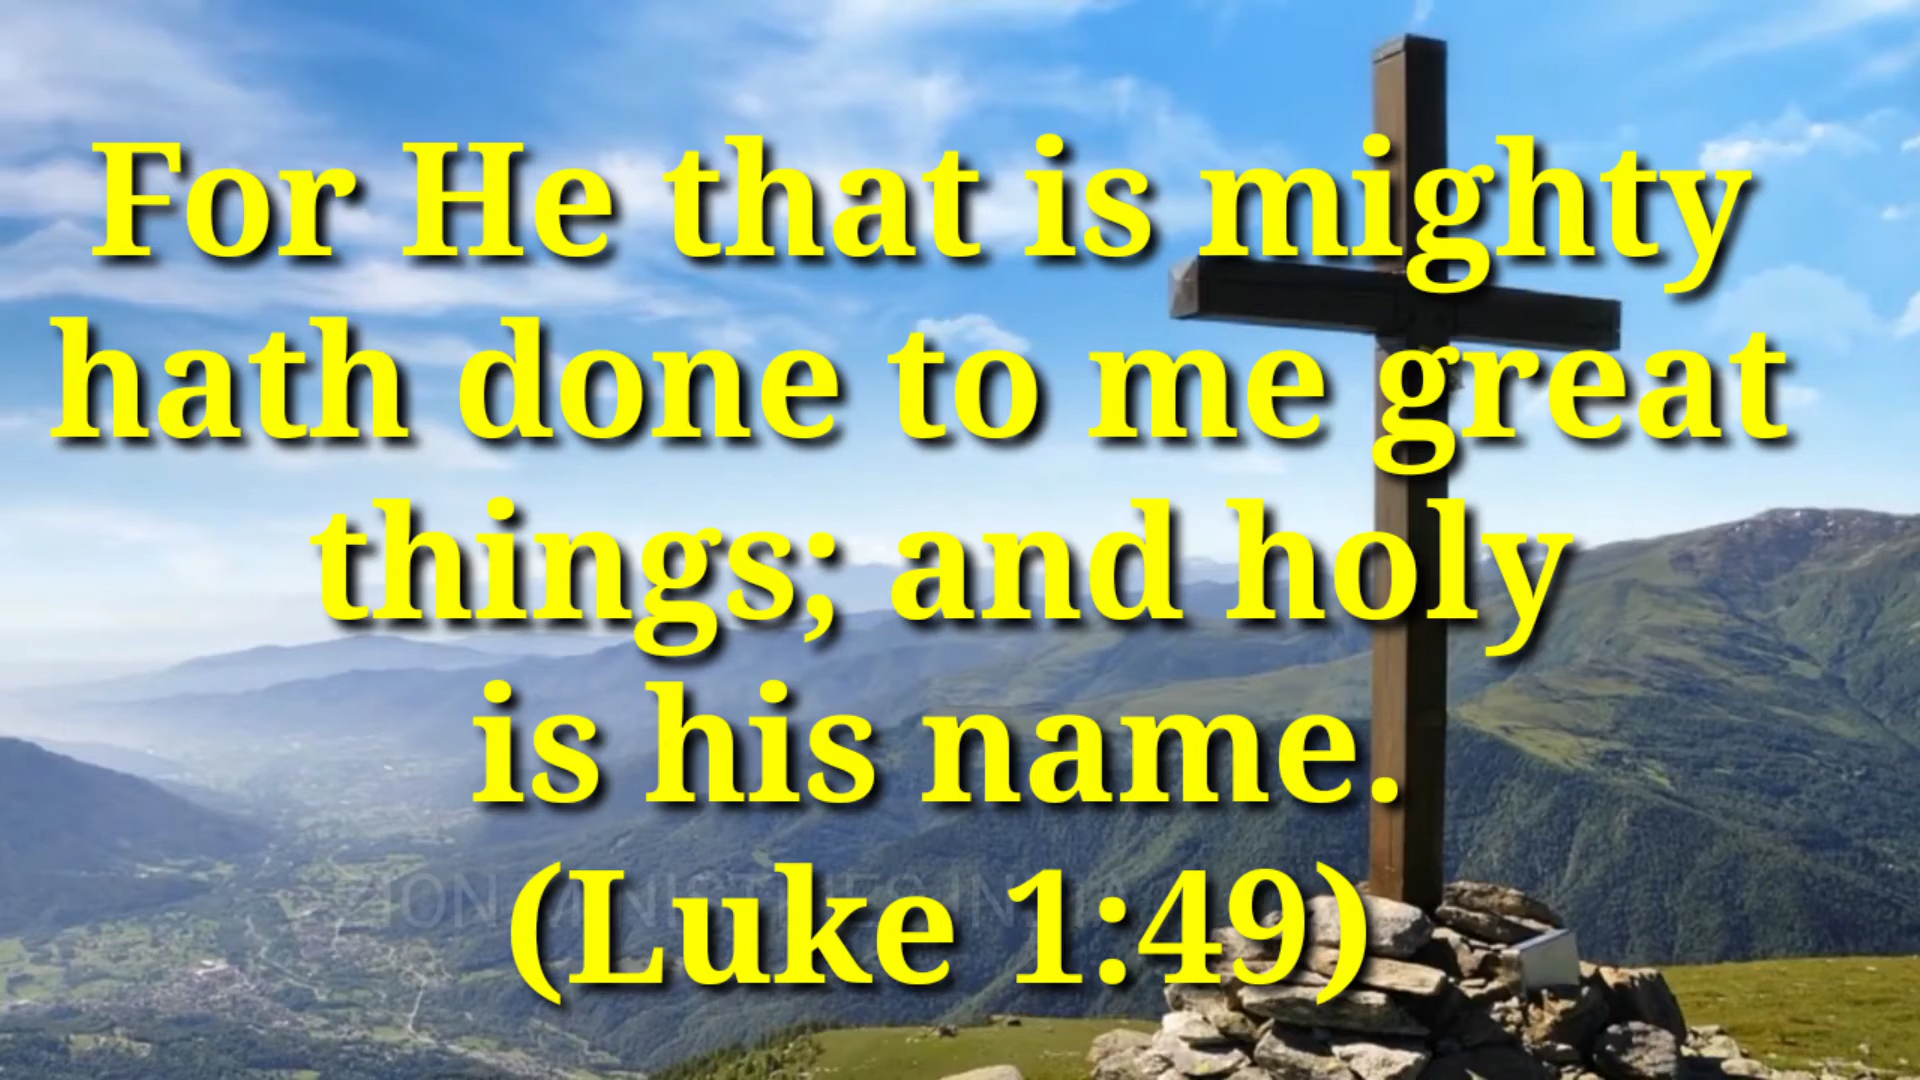 For He that is mighty
hath done to me great
things; and holy
is his name.
(Luke 1:49)